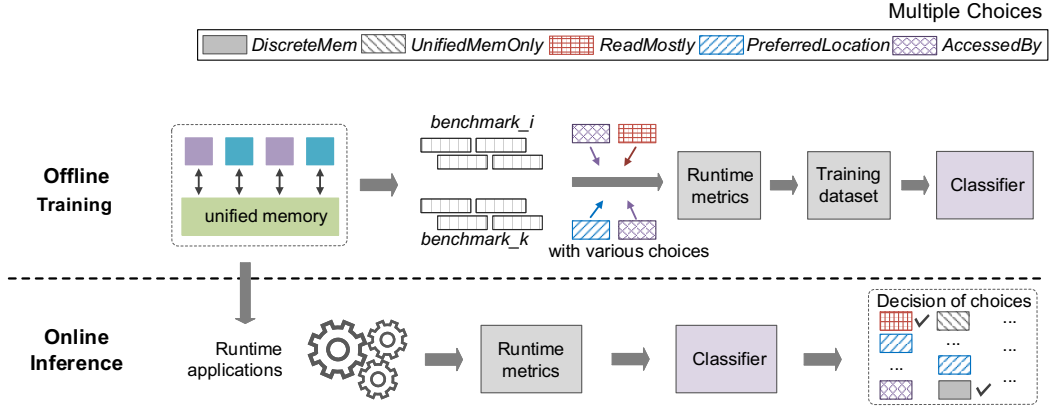 Multiple Choices
DiscreteMem UnifiedMemOnly ReadMostly PreferredLocation AccessedBy
Offline
Training
unified memory
benchmark_i
benchmark_k
with various choices
Runtime
metrics
Training
dataset
Classifier
Online
Inference
Runtime
applications
Runtime
metrics
Classifier
Decision of choices
...
... ...
...
...